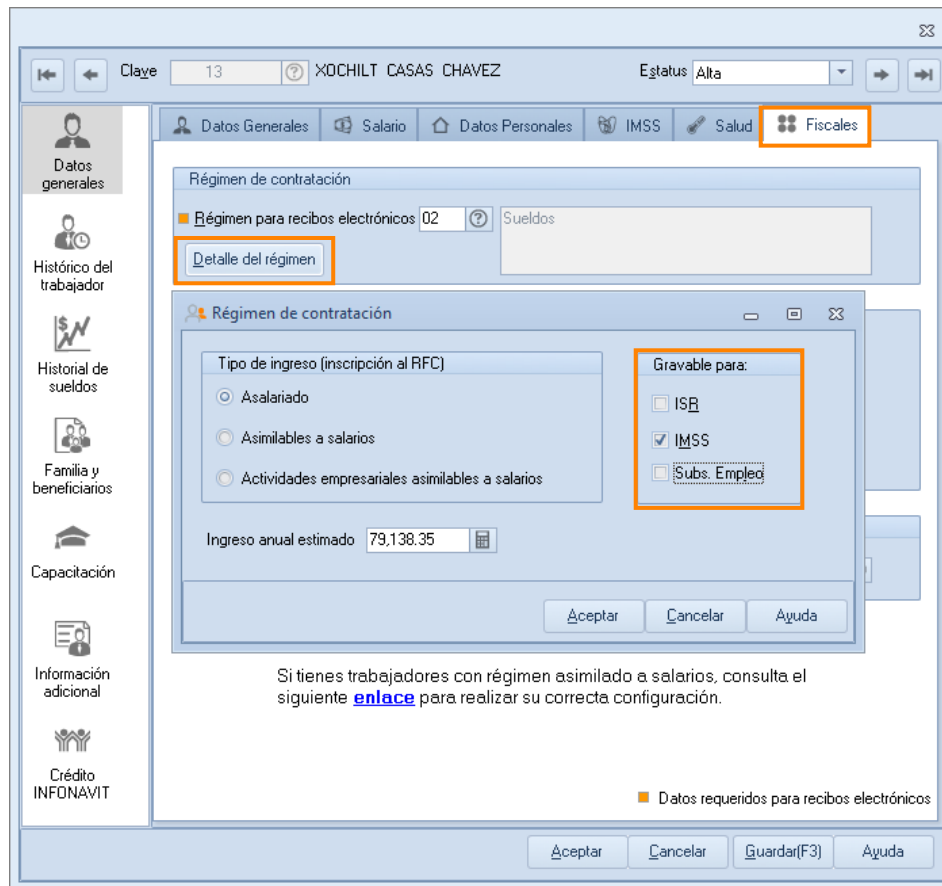 Clave 13 XOCHILT CASAS CHAVEZ Estatus Alta
Datos Generales Salario Datos Personales IMSS Salud Fiscales
Datos
generales
Histórico del
trabajador
Historial de
sueldos
Familia y
beneficiarios
Capacitación
Información
adicional
Crédito
INFONAVIT
Régimen de contratación
Régimen para recibos electrónicos 02 Sueldos
Detalle del régimen
Régimen de contratación
Tipo de ingreso (inscripción al RFC)
Asalariado
Asimilables a salarios
Actividades empresariales asimilables a salarios
Gravable para:
ISR
IMSS
Subs. Empleo
Ingreso anual estimado 79,138.35
Aceptar Cancelar Ayuda
Si tienes trabajadores con régimen asimilado a salarios, consulta el
siguiente enlace para realizar su correcta configuración.
Datos requeridos para recibos electrónicos
Aceptar Cancelar Guardar(F3) Ayuda